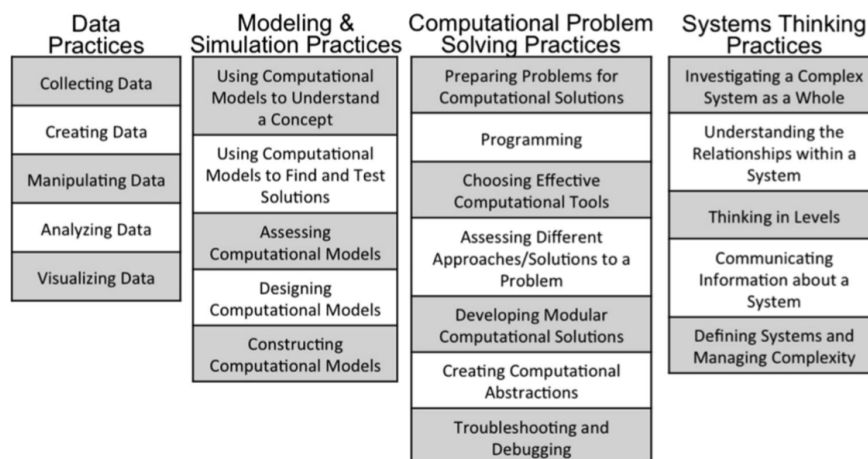 Data
Practices
Collecting Data
Creating Data
Manipulating Data
Analyzing Data
Visualizing Data
Modeling &
Simulation Practices
Using Computational
Models to Understand
a Concept
Using Computational
Models to Find and Test
Solutions
Assessing
Computational Models
Designing
Computational Models
Constructing
Computational Models
Computational Problem
Solving Practices
Preparing Problems for
Computational Solutions
Programming
Choosing Effective
Computational Tools
Assessing Different
Approaches/Solutions to a
Problem
Developing Modular
Computational Solutions
Creating Computational
Abstractions
Troubleshooting and
Debugging
Systems Thinking
Practices
Investigating a Complex
System as a Whole
Understanding the
Relationships within a
System
Thinking in Levels
Communicating
Information about a
System
Defining Systems and
Managing Complexity